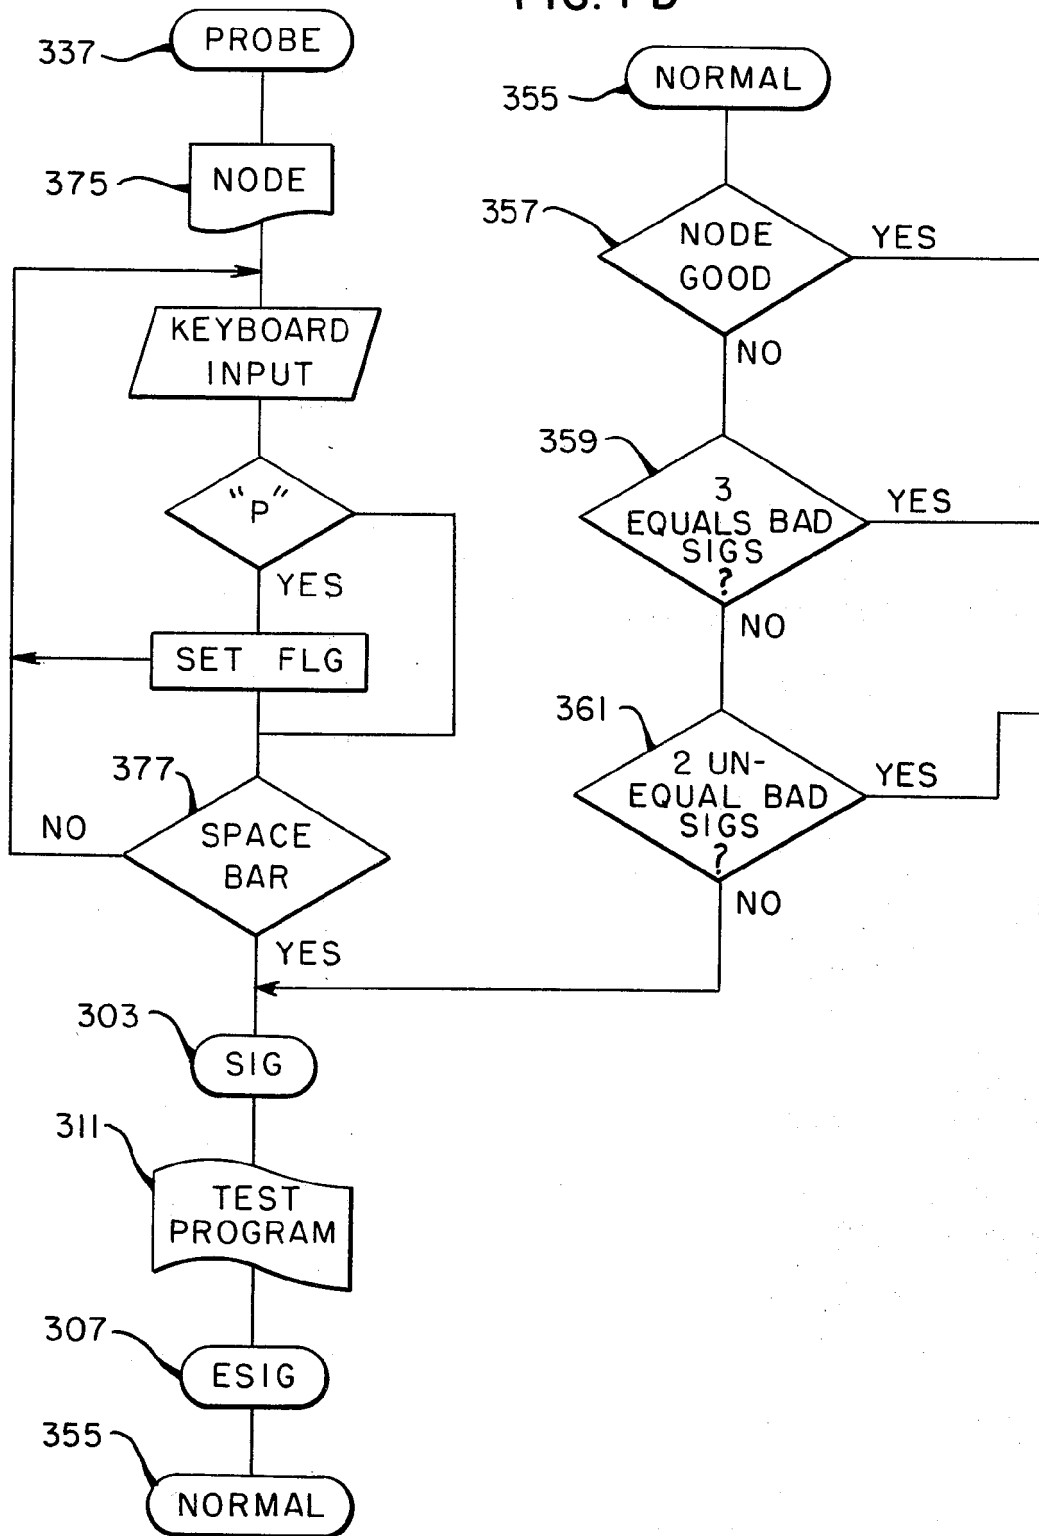 337
PROBE
375
NODE
KEYBOARD
INPUT
"P"
YES
SET FLG
377
NO
SPACE
BAR
YES
303
SIG
311
TEST
PROGRAM
307
ESIG
355
NORMAL
355
NORMAL
357
NODE
GOOD
YES
NO
359
3
EQUALS BAD
SIGS
?
YES
NO
361
2 UN-
EQUAL BAD
SIGS
?
YES
NO